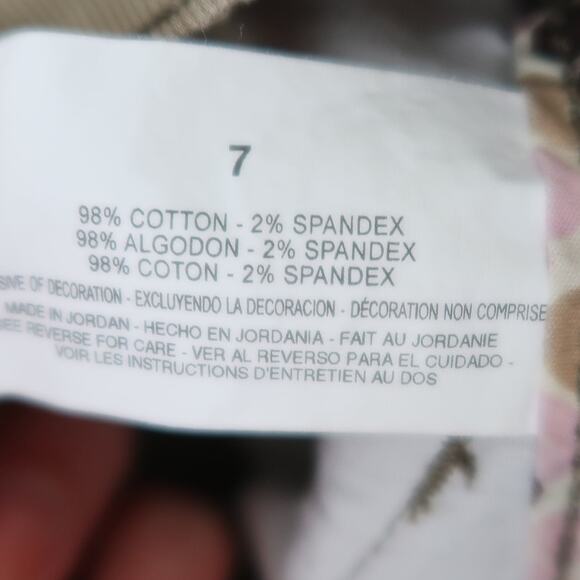 7
98% COTTON - 2% SPANDEX
98% ALGODON - 2% SPANDEX
98% COTON - 2% SPANDEX
OF DECORATION - EXCLUYENDO LA DECORACION - DÉCORATION NON COMPRISE
MADE IN JORDAN - HECHO EN JORDANIA - FAIT AU JORDANIE
REVERSE FOR CARE - VER AL REVERSO PARA EL CUIDADO -
VOIR LES INSTRUCTIONS D'ENTRETIEN AU DOS